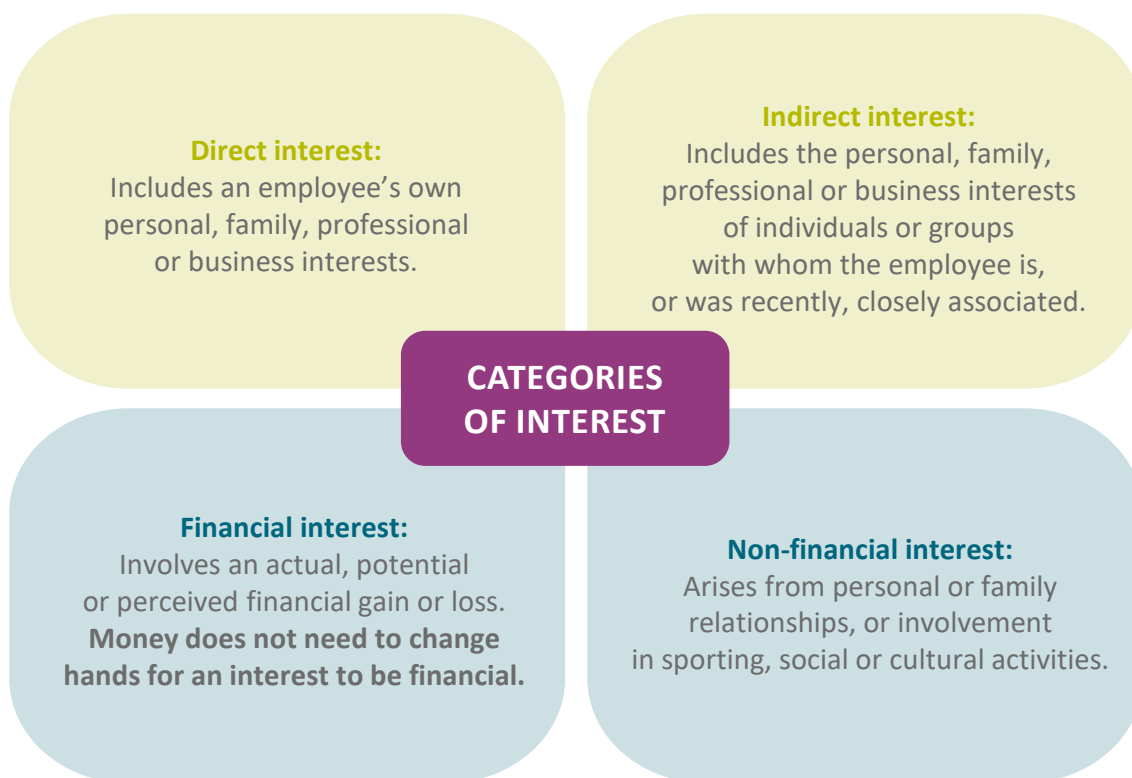 Direct interest:
Includes an employee’s own
personal, family, professional
or business interests.
Indirect interest:
Includes the personal, family,
professional or business interests
of individuals or groups
with whom the employee is,
or was recently, closely associated.
CATEGORIES
OF INTEREST
Financial interest:
Involves an actual, potential
or perceived financial gain or loss.
Money does not need to change
hands for an interest to be financial.
Non-financial interest:
Arises from personal or family
relationships, or involvement
in sporting, social or cultural activities.